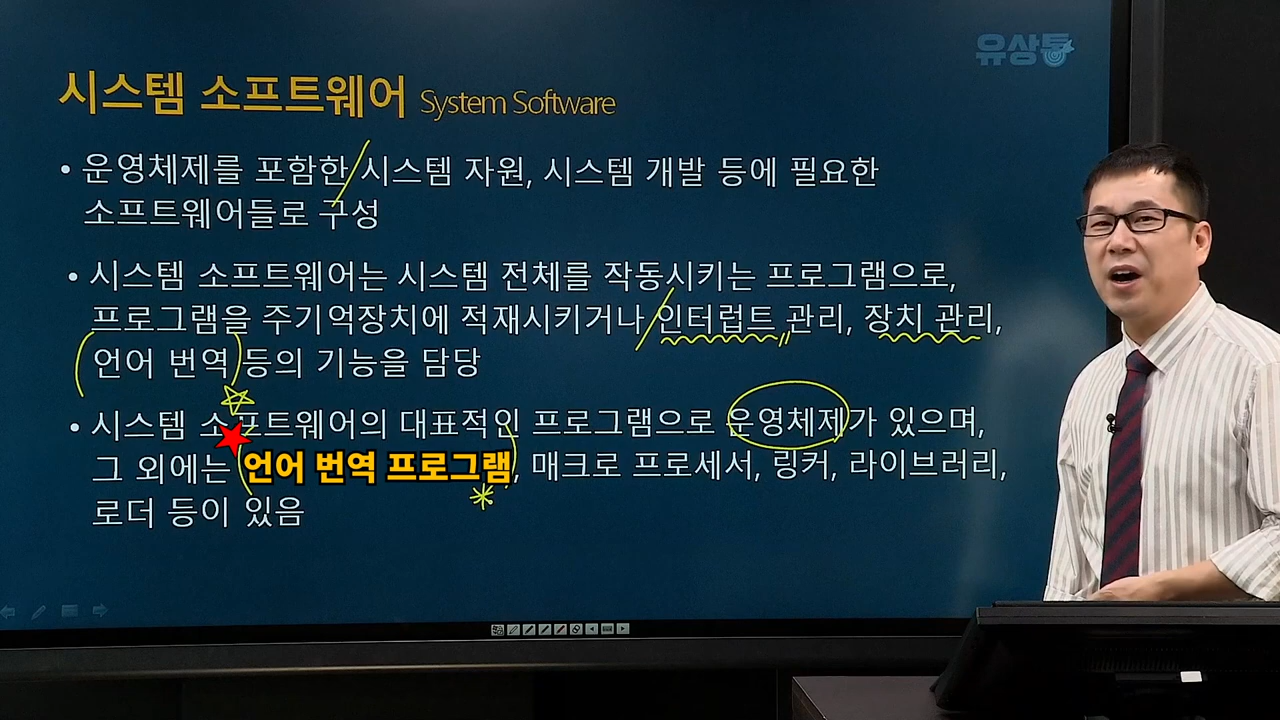 유상통
시스템 소프트웨어 System Software
• 운영체제를 포함한 시스템 자원, 시스템 개발 등에 필요한
소프트웨어들로 구성
• 시스템 소프트웨어는 시스템 전체를 작동시키는 프로그램으로,
프로그램을 주기억장치에 적재시키거나 인터럽트 관리, 장치 관리,
언어 번역 등의 기능을 담당
• 시스템 소프트웨어의 대표적인 프로그램으로 운영체제가 있으며,
그 외에는 언어 번역 프로그램, 매크로 프로세서, 링커, 라이브러리,
로더 등이 있음